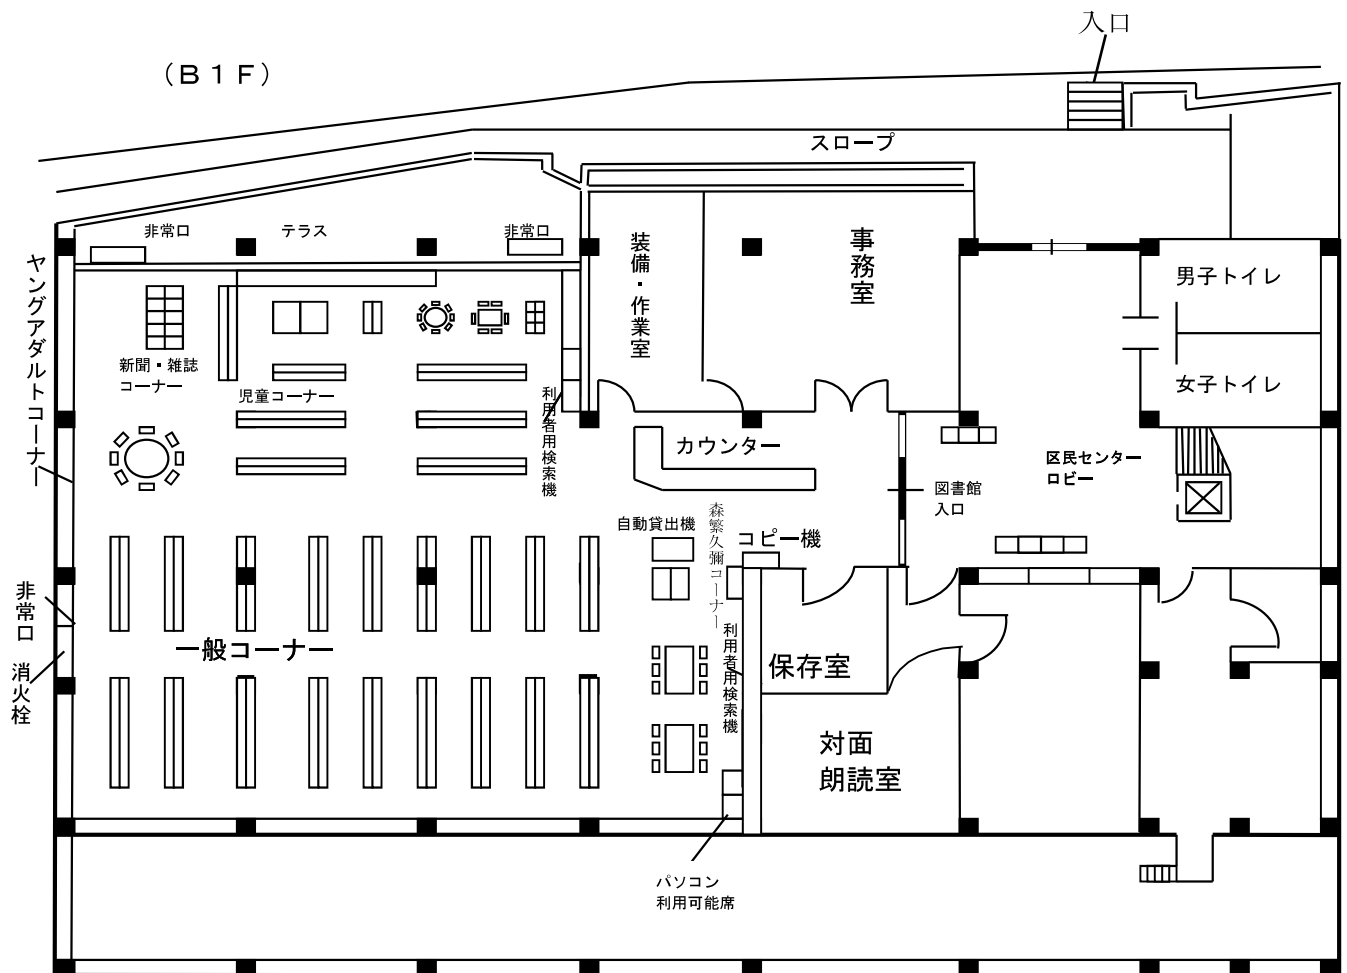 入口
（Ｂ１Ｆ）
スロープ
非常口
テラス
非常口
装備・作業室
事務室
男子トイレ
女子トイレ
ヤングアダルトコーナー
新聞・雑誌
コーナー
児童コーナー
利用者用検索機
カウンター
区民センター
ロビー
図書館
入口
自動貸出機
森繁久彌コーナー
コピー機
非常口
消火栓
一般コーナー
利用者用検索機
保存室
対面
朗読室
パソコン
利用可能席